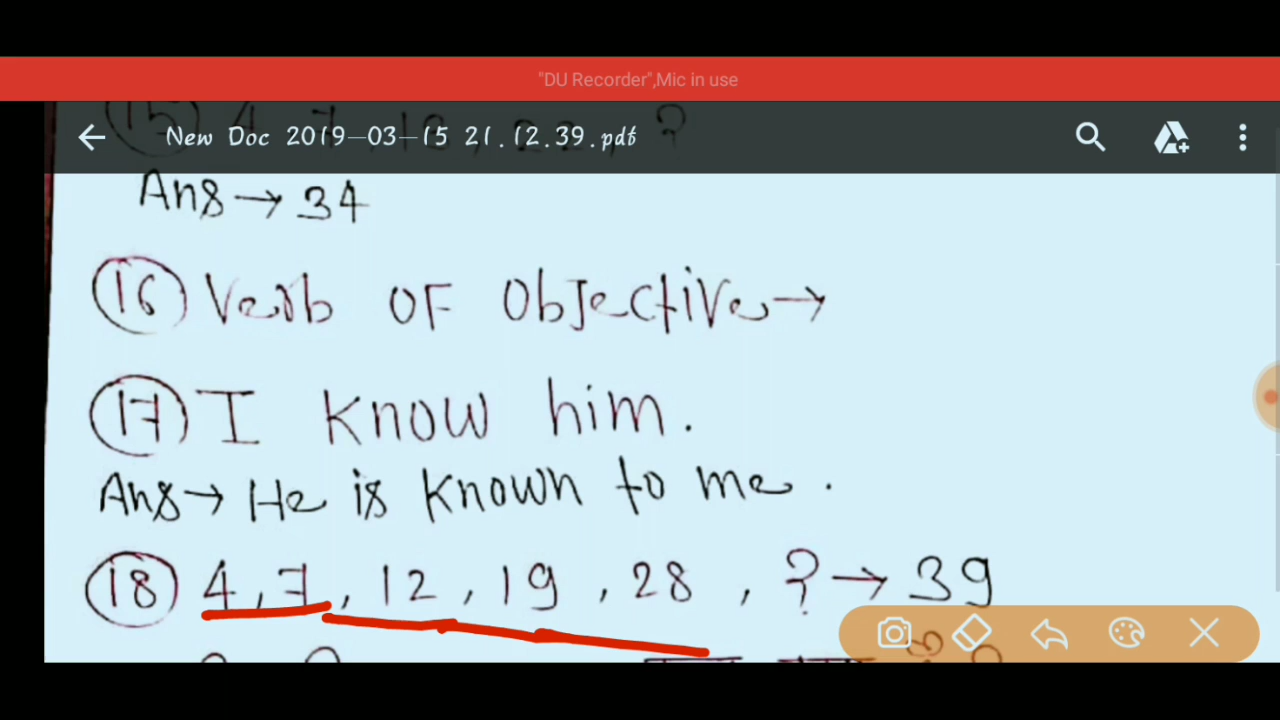 "DU Recorder",Mic in use
New Doc 2019-03-15 21.12.39.pdf
Ans → 34
(16) Verb OF Objective →
(17) I know him.
Ans → He is known to me.
(18) 4, 7, 12, 19, 28, ? → 39